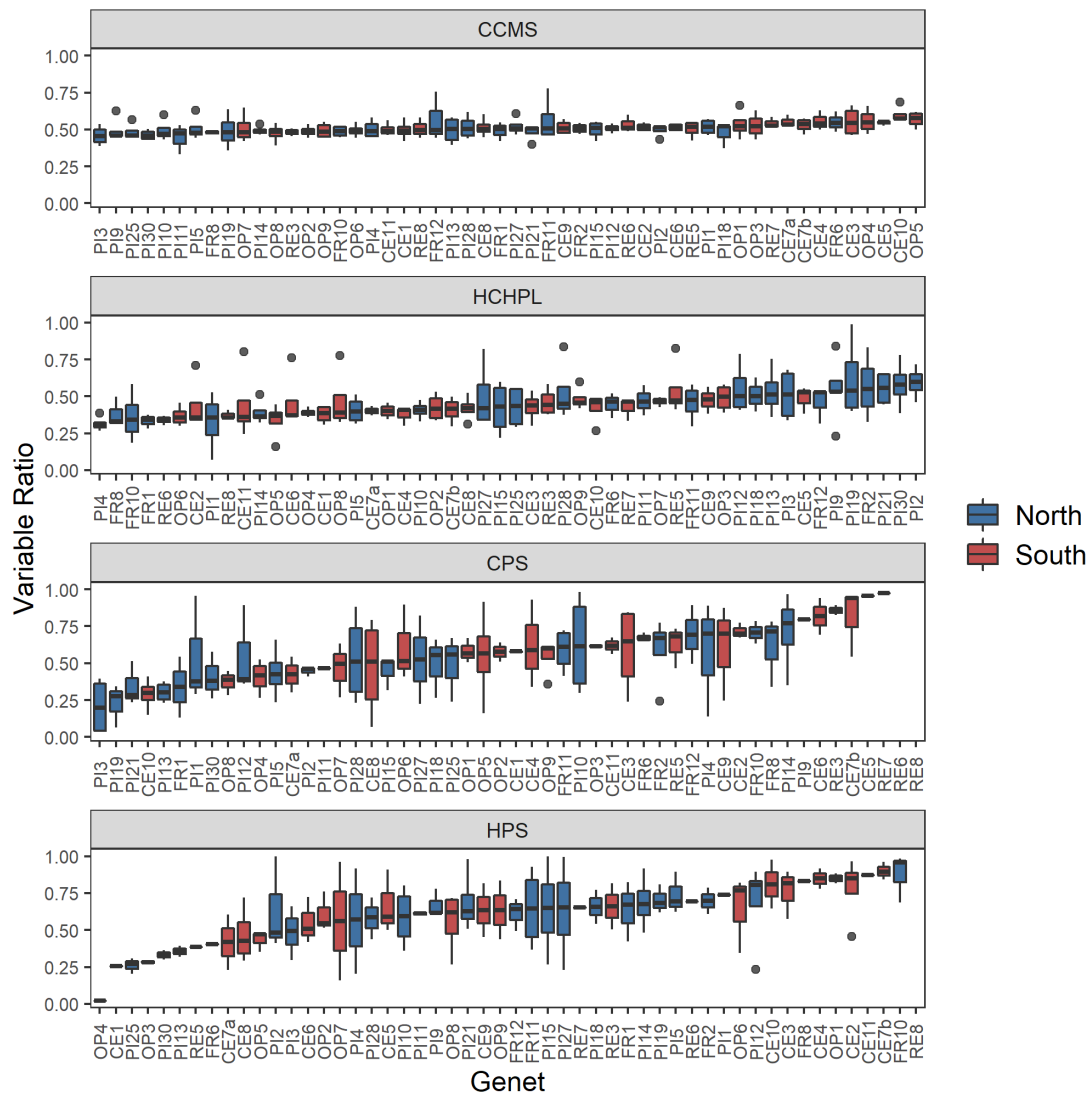 CCMS
1.00
0.75
0.50
0.25
0.00
PI3 PI9 PI25 PI30 PI10 PI11 PI5 FR8 PI19 OP7 PI14 OP8 RE3 OP2 OP9 FR10 OP6 PI4 CE11 CE1 RE8 FR12 PI13 PI28 CE8 FR1 PI27 PI21 FR11 CE9 FR2 PI15 PI12 RE6 CE2 PI2 CE6 RE5 PI1 PI18 OP1 OP3 RE7 CE7a CE7b CE4 FR6 CE3 OP4 CE5 CE10 OP5
HCHPL
1.00
0.75
0.50
0.25
0.00
PI4 FR8 FR10 FR1 RE6 OP6 CE2 PI1 RE8 CE11 PI14 OP5 CE6 OP4 CE1 OP8 PI5 CE7a OP1 CE4 PI10 OP2 CE7b CE8 PI27 PI15 PI25 CE3 RE3 PI28 OP9 CE10 FR6 RE7 PI11 OP7 RE5 FR11 CE9 OP3 PI12 PI18 PI13 PI3 CE5 FR12 PI9 PI19 FR2 PI21 PI30 PI2
CPS
1.00
0.75
0.50
0.25
0.00
PI3 PI19 PI21 CE10 PI13 FR1 PI1 PI30 OP8 PI12 OP4 PI5 CE7a PI2 PI11 OP7 PI28 CE8 PI15 OP6 PI27 PI18 PI25 OP1 OP5 OP2 CE1 CE4 OP9 FR11 PI10 OP3 CE11 CE3 FR6 FR2 RE5 FR12 PI4 CE9 CE2 FR10 FR8 PI14 PI9 CE6 RE3 CE7b CE5 RE7 RE6 RE8
HPS
1.00
0.75
0.50
0.25
0.00
OP4 CE1 PI25 OP3 PI30 PI13 RE5 FR6 CE7a CE8 OP5 PI2 PI3 CE6 OP2 OP7 PI4 PI28 CE5 PI10 PI11 PI9 OP8 PI21 CE9 OP9 FR12 FR11 PI15 PI27 RE7 PI18 RE3 FR1 PI14 PI19 PI5 RE6 FR2 PI1 OP6 PI12 CE10 CE3 FR8 CE4 OP1 CE2 CE11 CE7b FR10 RE8
Genet
Variable Ratio
North
South